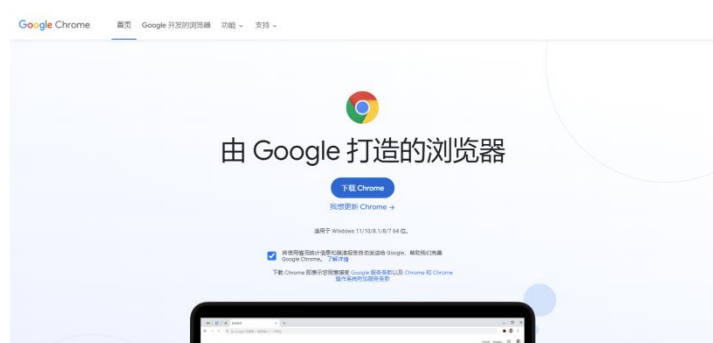 Google Chrome
首页
Google 开发的浏览器
功能
支持
由 Google 打造的浏览器
下载 Chrome
我想更新 Chrome →
适用于 Windows 11/10/8.1/8/7 64 位。
将使用情况统计信息和崩溃报告自动发送给 Google，帮助我们完善
Google Chrome。 了解详情
下载 Chrome 即表示您同意接受 Google 服务条款以及 Chrome 和 Chrome
操作系统附加服务条款